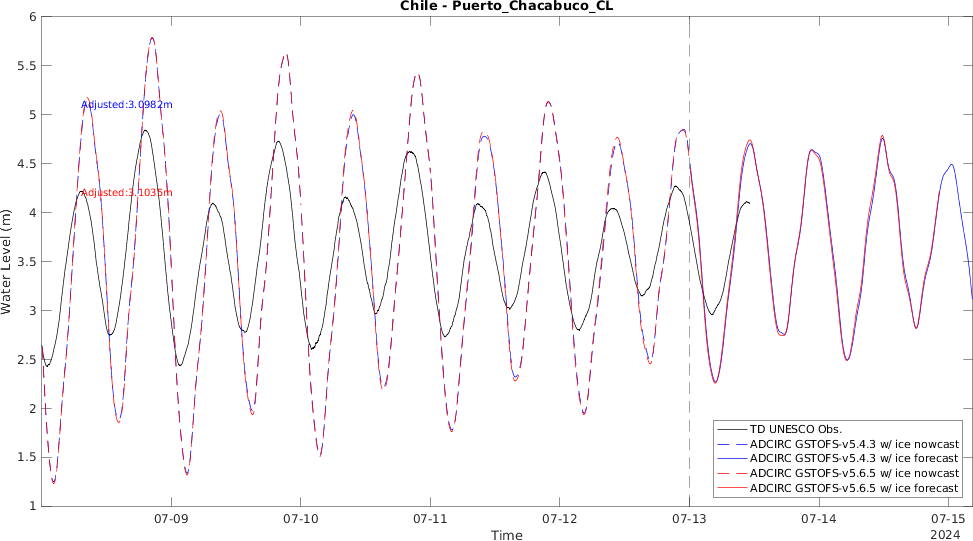 Chile - Puerto_Chacabuco_CL
6
5.5
5
4.5
4
3.5
3
2.5
2
1.5
1
Water Level (m)
Adjusted:3.0982m
Adjusted:3.1035m
TD UNESCO Obs.
ADCIRC GSTOFS-v5.4.3 w/ ice nowcast
ADCIRC GSTOFS-v5.4.3 w/ ice forecast
ADCIRC GSTOFS-v5.6.5 w/ ice nowcast
ADCIRC GSTOFS-v5.6.5 w/ ice forecast
07-09
07-10
07-11
07-12
07-13
07-14
07-15
Time
2024